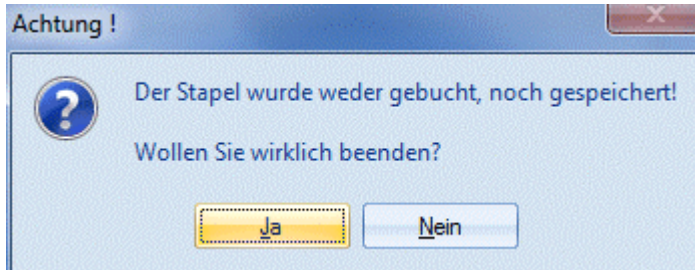 Achtung !
Der Stapel wurde weder gebucht, noch gespeichert!
Wollen Sie wirklich beenden?
Ja
Nein